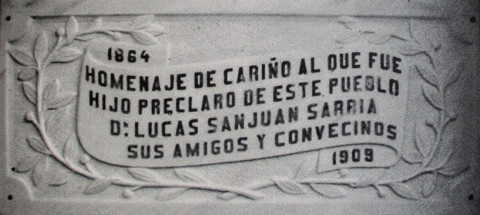 1864
HOMENAJE DE CARIÑO AL QUE FUE
HIJO PRECLARO DE ESTE PUEBLO
D: LUCAS SANJUAN SARRIA
SUS AMIGOS Y CONVECINOS
1909